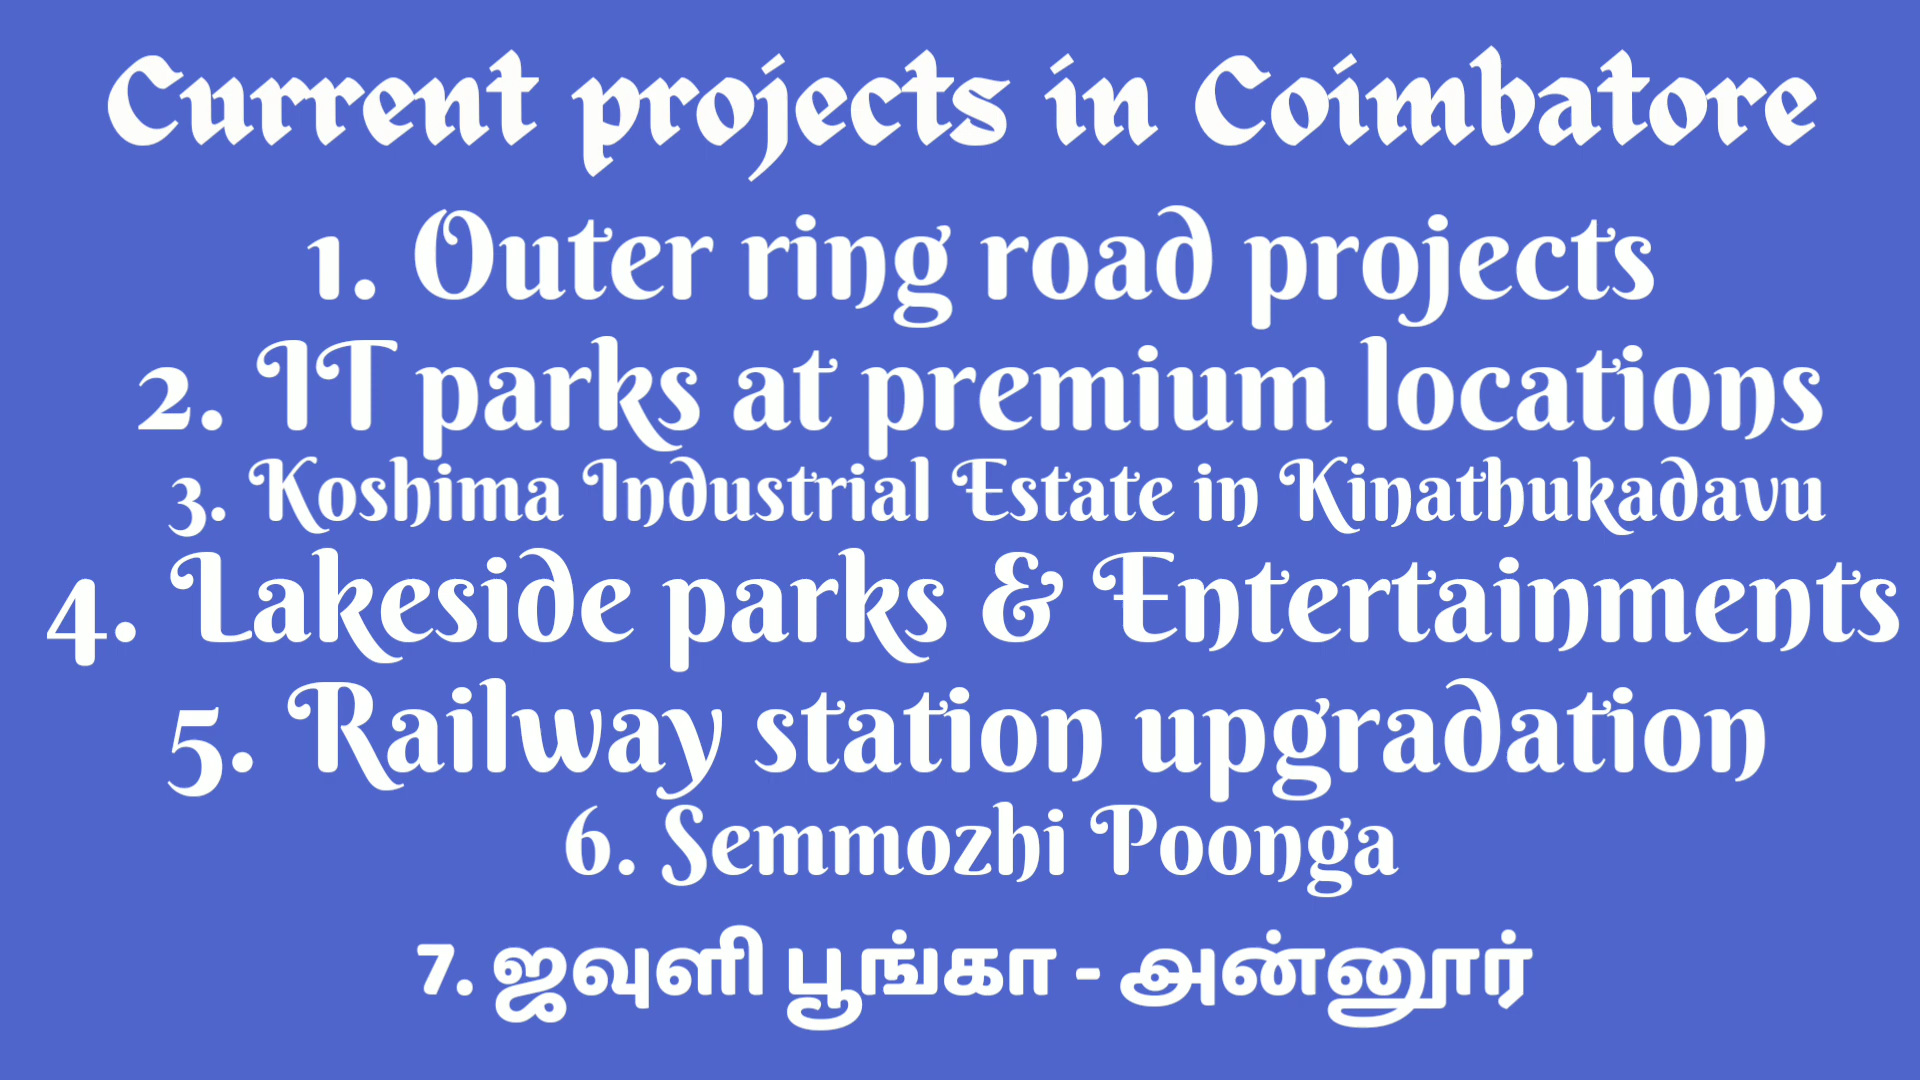 Current projects in Coimbatore
1. Outer ring road projects
2. IT parks at premium locations
3. Koshima Industrial Estate in Kinathukadavu
4. Lakeside parks & Entertainments
5. Railway station upgradation
6. Semmozhi Poonga
7. ஜவுளி பூங்கா - அன்னூர்